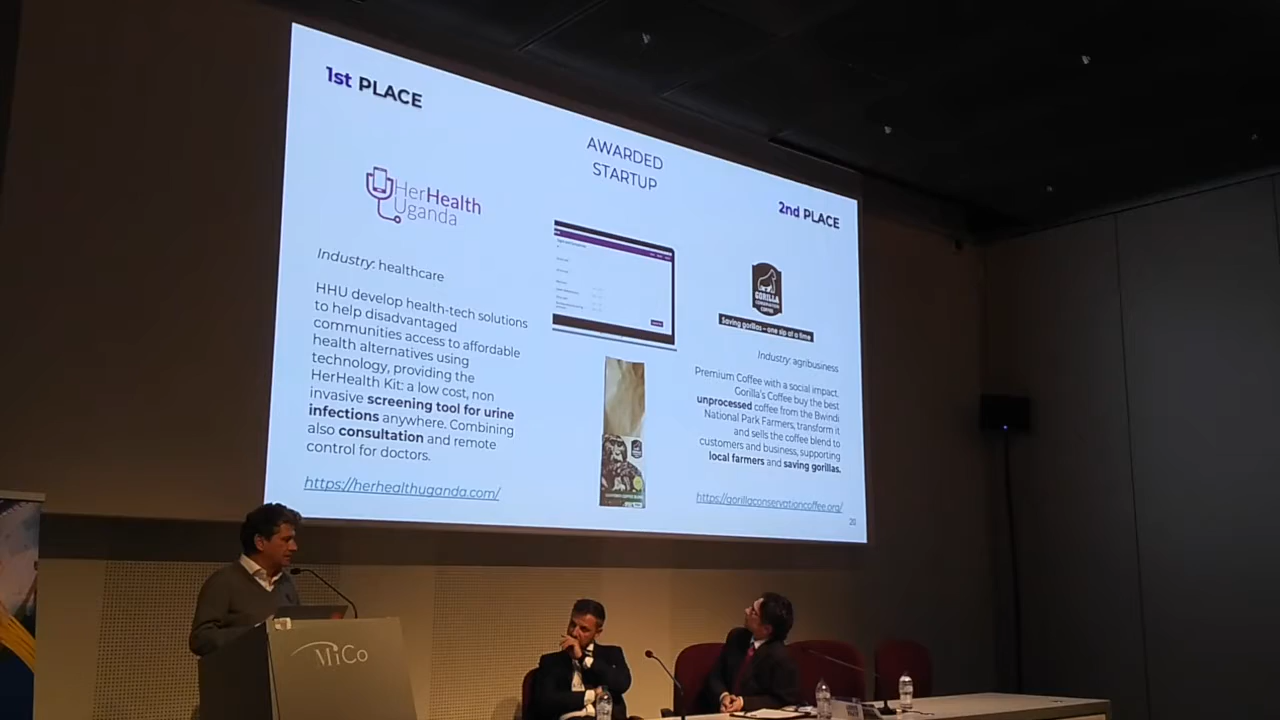 1st PLACE
AWARDED
STARTUP
2nd PLACE
HerHealth
Uganda
Industry: healthcare
HHU develop health-tech solutions
to help disadvantaged
communities access to affordable
health alternatives using
technology, providing the
HerHealth Kit: a low cost, non
invasive screening tool for urine
infections anywhere. Combining
also consultation and remote
control for doctors.
https://herhealthuganda.com/
GORILLA
CONSERVATION
COFFEE
Saving gorillas – one sip at a time
Industry: agribusiness
Premium Coffee with a social impact.
Gorilla's Coffee buy the best
unprocessed coffee from the Bwindi
National Park Farmers, transform it
and sells the coffee blend to
customers and business, supporting
local farmers and saving gorillas.
https://gorillaconservationcoffee.org/
20
MiCo